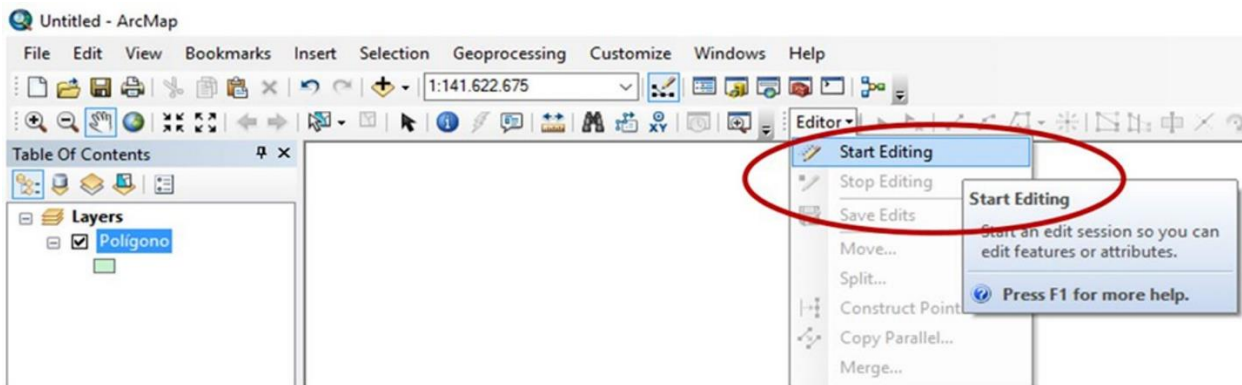 Untitled - ArcMap
File Edit View Bookmarks Insert Selection Geoprocessing Customize Windows Help
1:141.622.675
Editor
Table Of Contents
Start Editing
Stop Editing
Start Editing
Layers
Save Edits
Start an edit session so you can
Polígono
Move...
edit features or attributes.
Split...
Press F1 for more help.
Construct Point
Copy Parallel...
Merge...